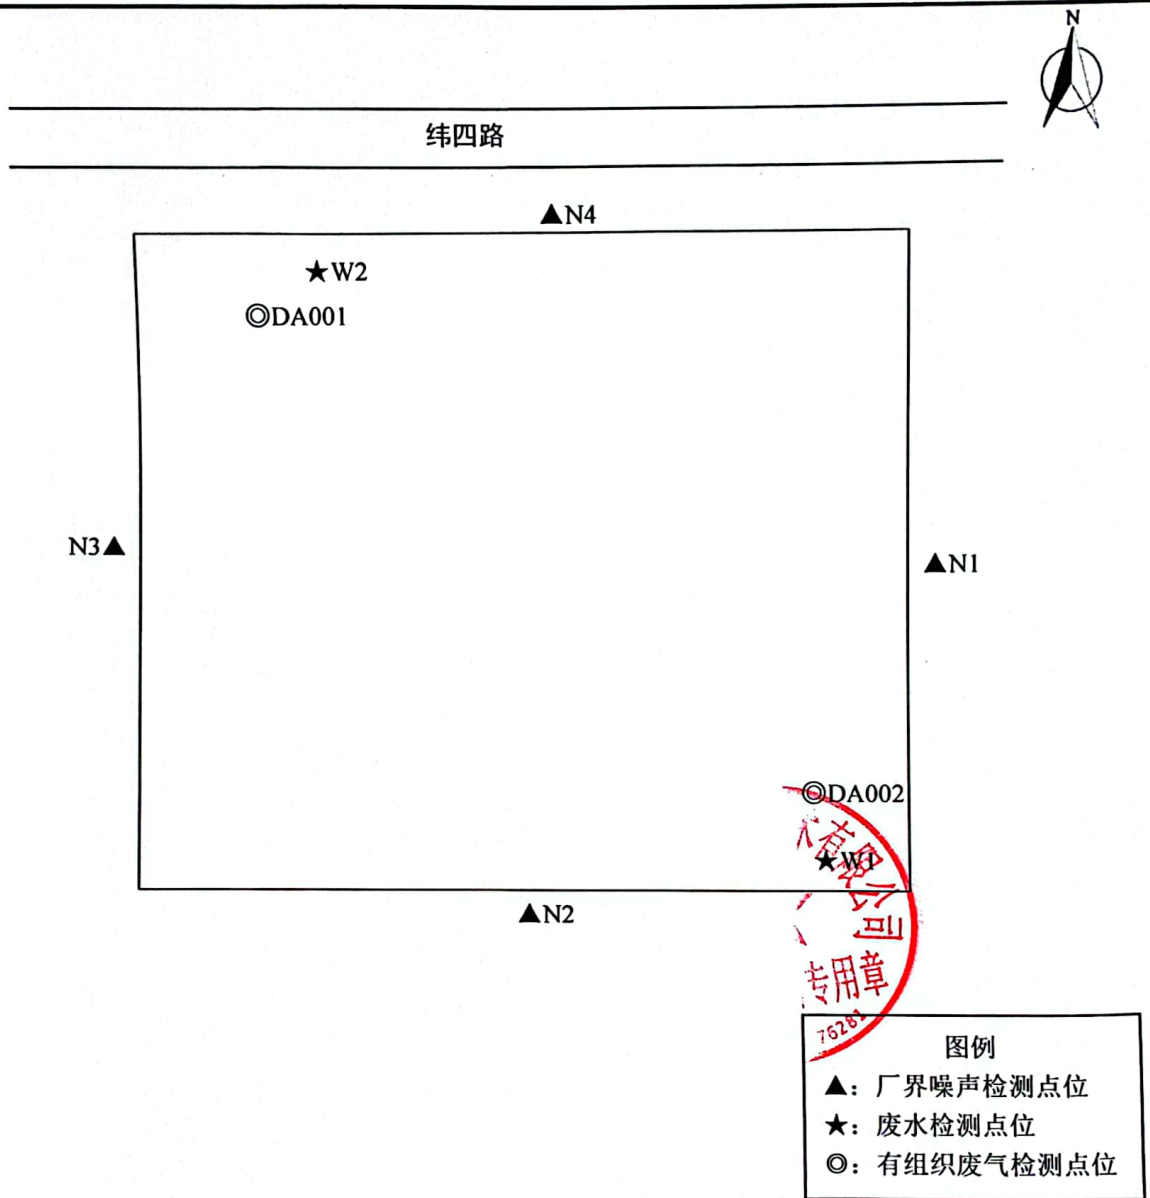 N
纬四路
▲N4
★W2
◎DA001
N3▲
▲N1
◎DA002
有限公司
★W1
▲N2
专用章
76281
图例
▲：厂界噪声检测点位
★：废水检测点位
◎：有组织废气检测点位